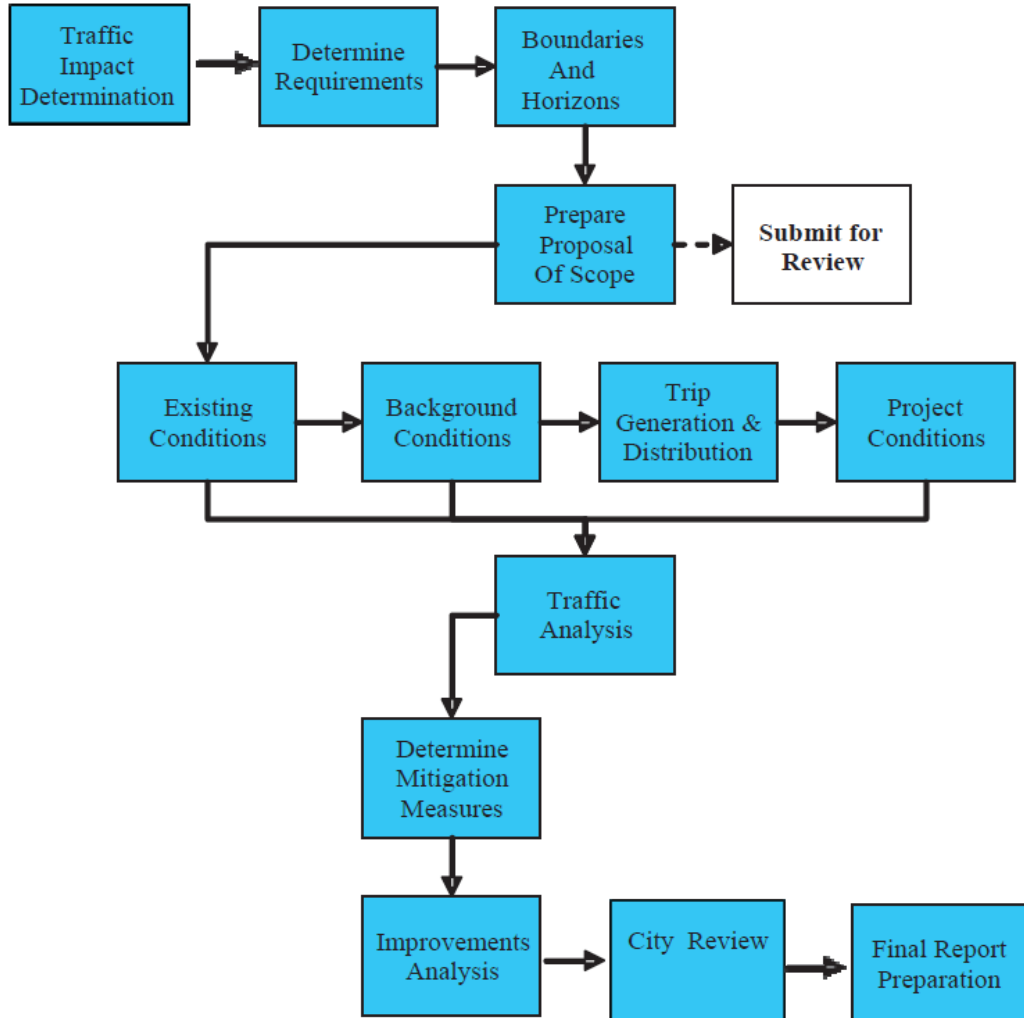 Traffic
Impact
Determination
Determine
Requirements
Boundaries
And
Horizons
Prepare
Proposal
Of Scope
Submit for
Review
Existing
Conditions
Background
Conditions
Trip
Generation &
Distribution
Project
Conditions
Traffic
Analysis
Determine
Mitigation
Measures
Improvements
Analysis
City Review
Final Report
Preparation